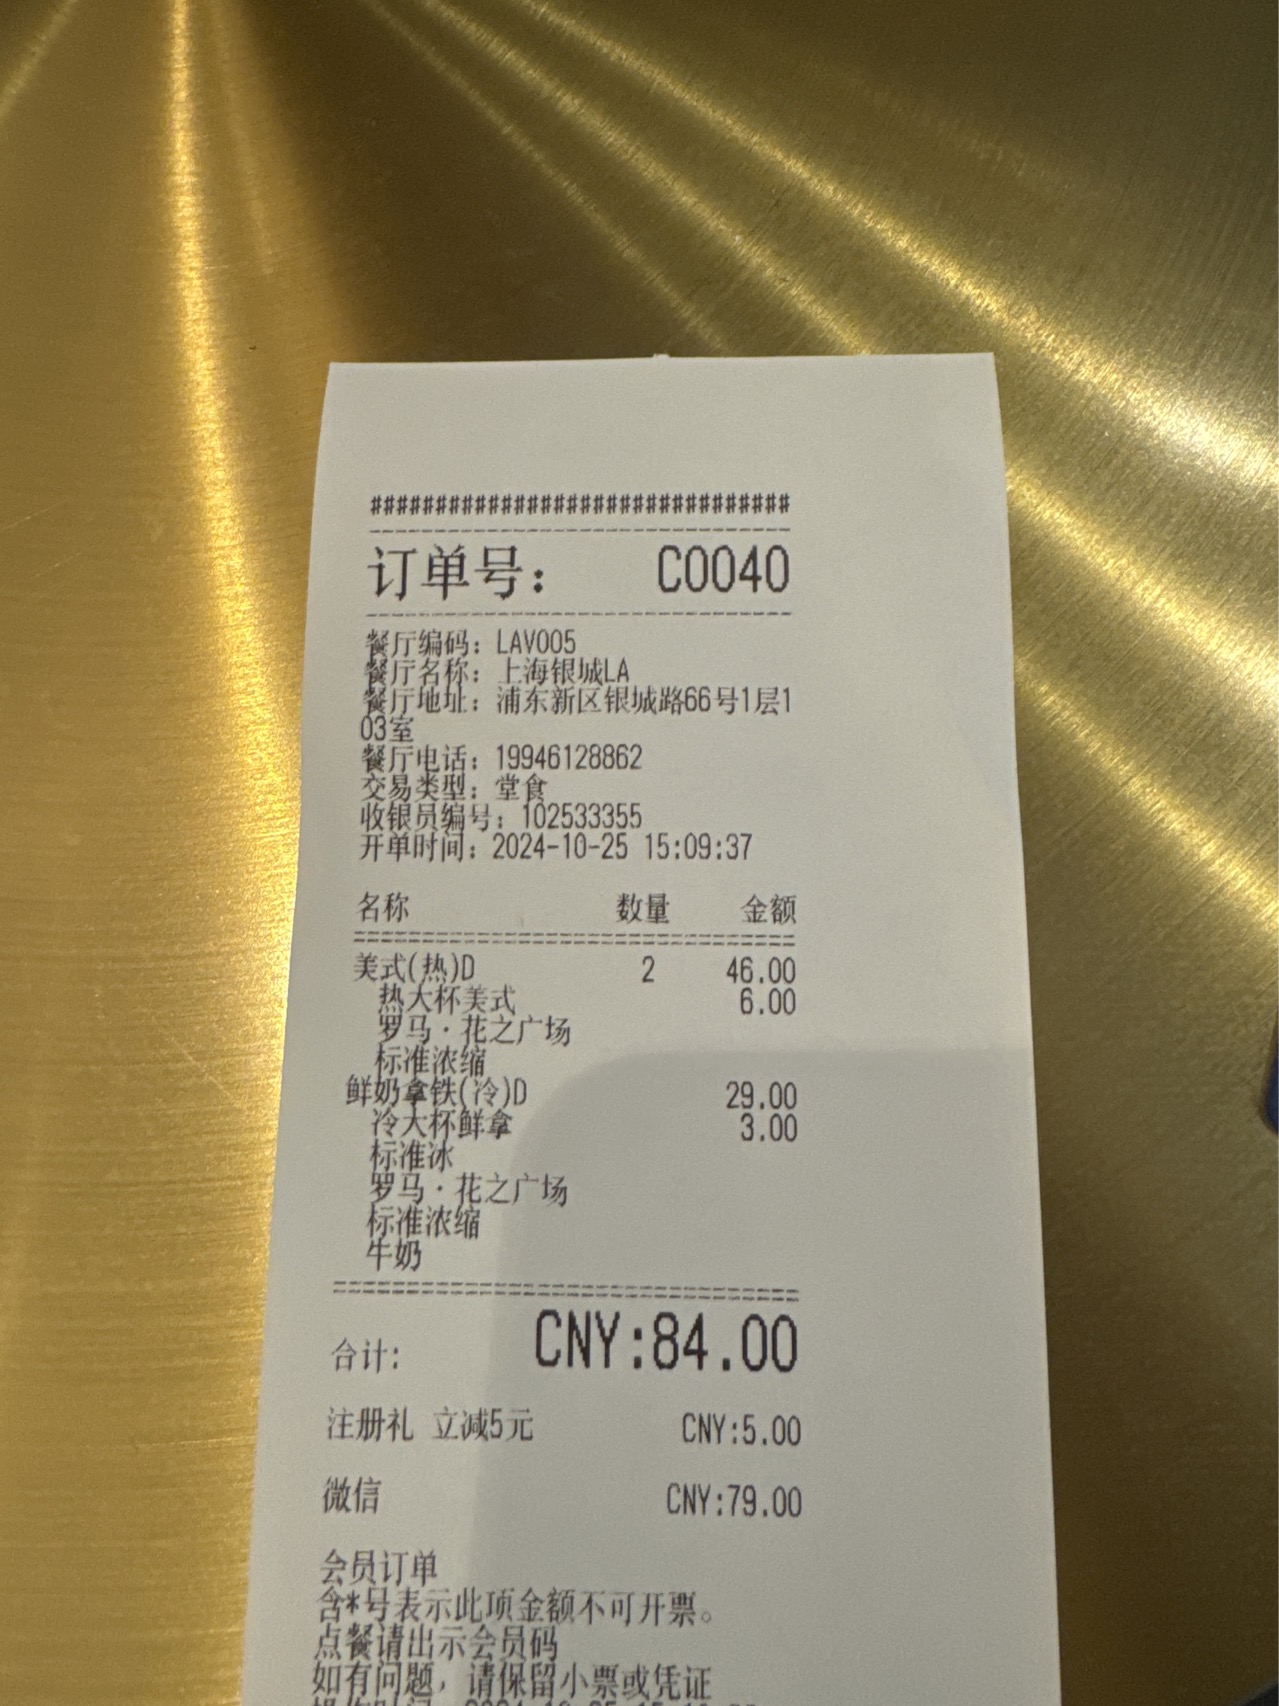 ################################
订单号： C0040
餐厅编码：LAV005
餐厅名称：上海银城LA
餐厅地址：浦东新区银城路66号1层1
03室
餐厅电话：19946128862
交易类型：堂食
收银员编号：102533355
开单时间：2024-10-25 15:09:37
名称 数量 金额
美式(热)D 2 46.00
热大杯美式 6.00
罗马·花之广场
标准浓缩
鲜奶拿铁(冷)D 29.00
冷大杯鲜拿 3.00
标准冰
罗马·花之广场
标准浓缩
牛奶
合计: CNY:84.00
注册礼 立减5元 CNY:5.00
微信 CNY:79.00
会员订单
含*号表示此项金额不可开票。
点餐请出示会员码
如有问题，请保留小票或凭证